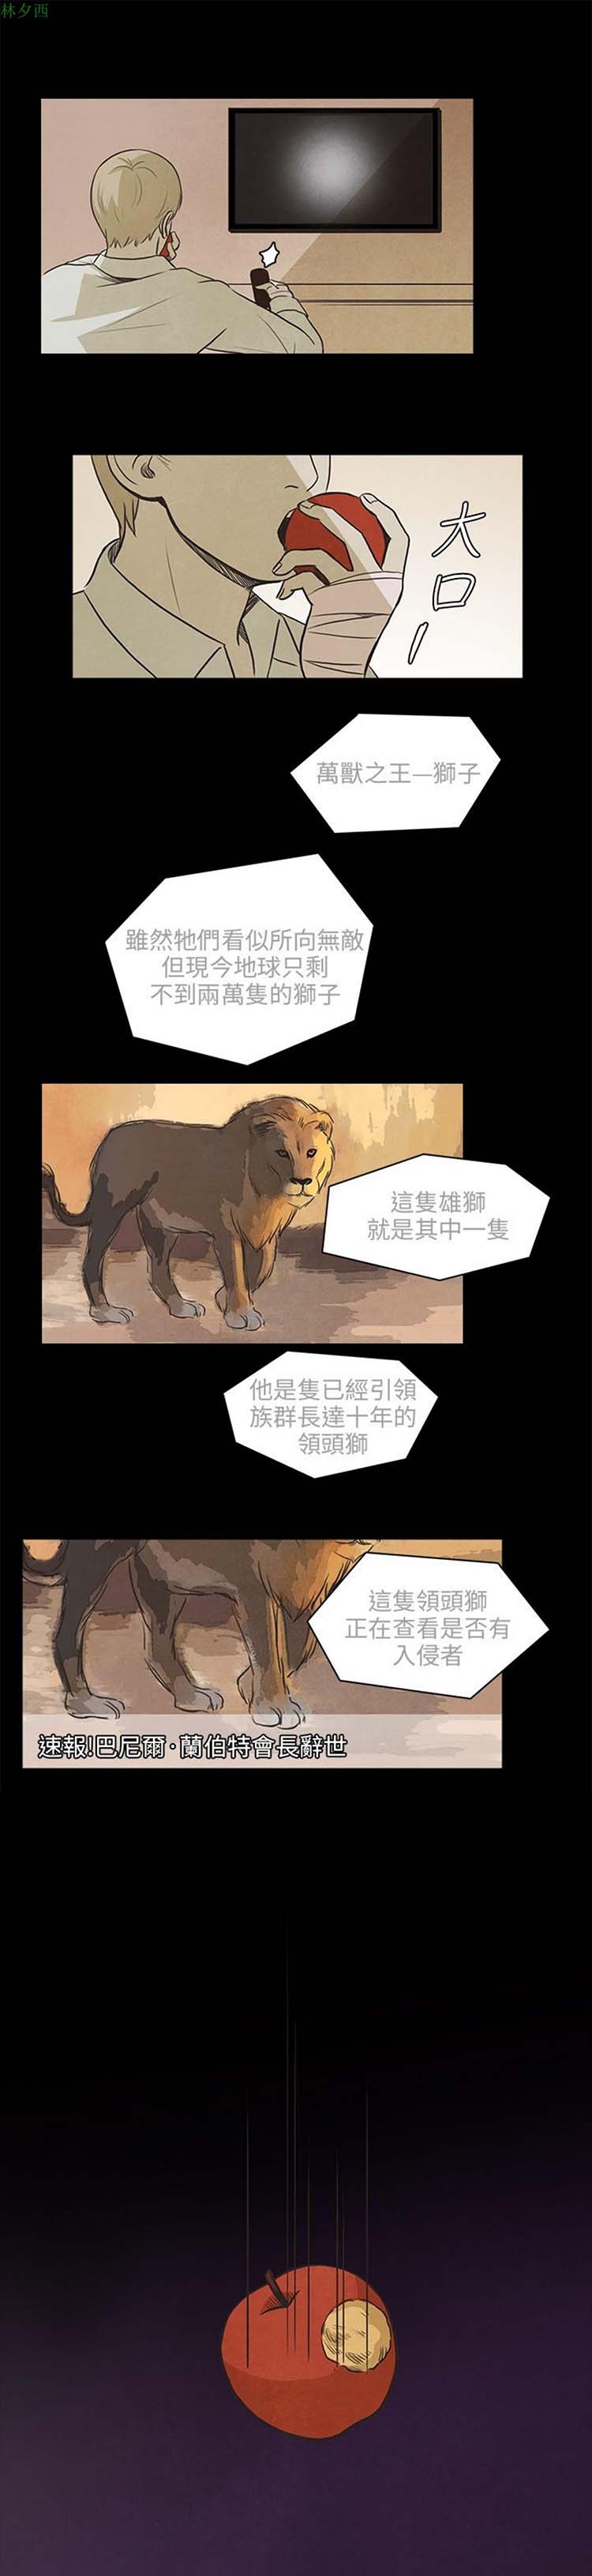 林夕西
大口—
萬獸之王—獅子
雖然牠們看似所向無敵
但現今地球只剩
不到兩萬隻的獅子
這隻雄獅
就是其中一隻
他是隻已經引領
族群長達十年的
領頭獅
這隻領頭獅
正在查看是否有
入侵者
速報!巴尼爾·蘭伯特會長辭世